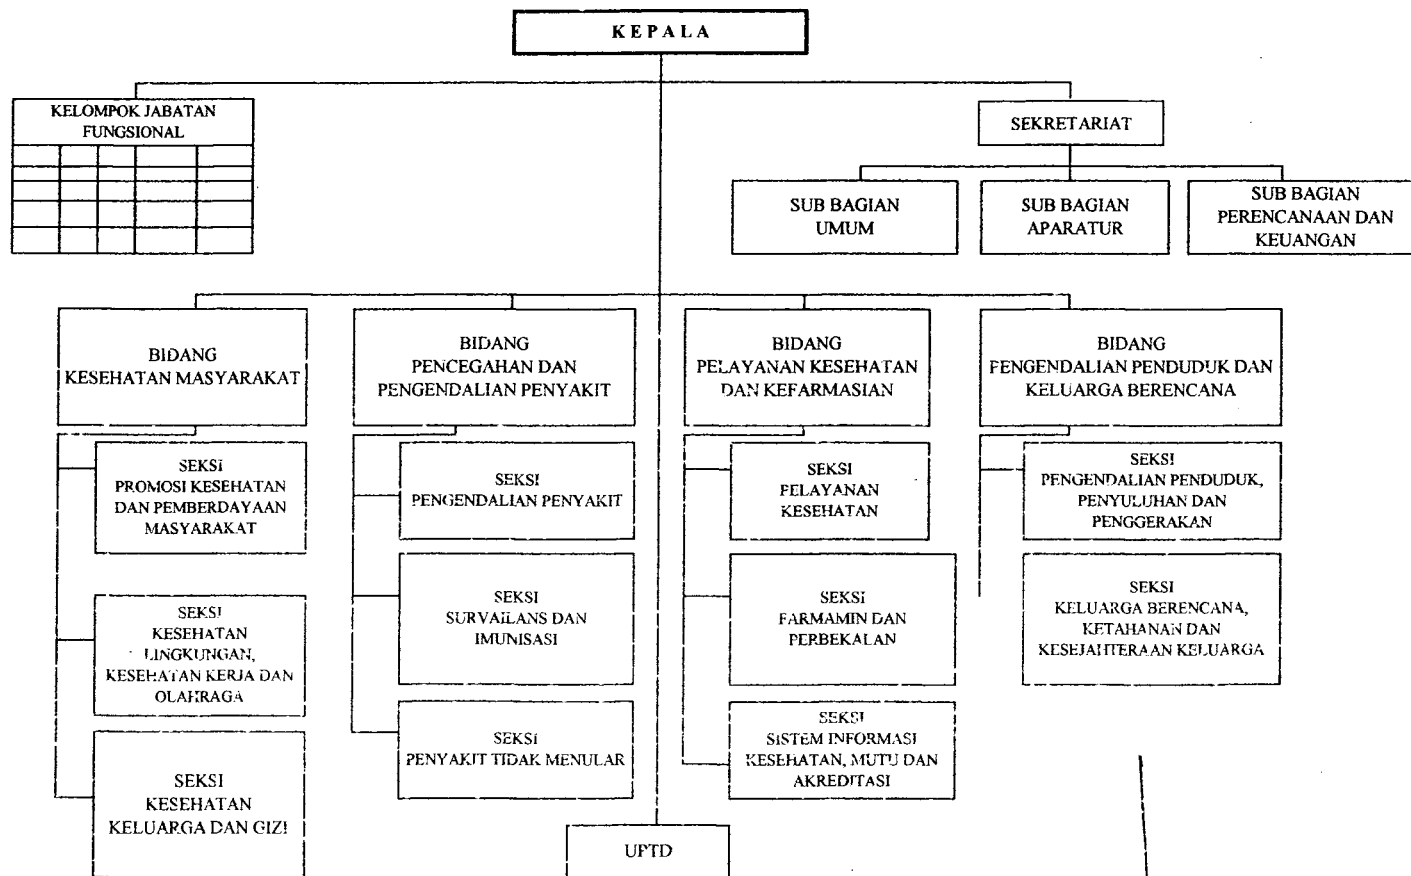 KEPALA
KELOMPOK JABATAN
FUNGSIONAL
SEKRETARIAT
SUB BAGIAN
UMUM
SUB BAGIAN
APARATUR
SUB BAGIAN
PERENCANAAN DAN
KEUANGAN
BIDANG
KESEHATAN MASYARAKAT
BIDANG
PENCEGAHAN DAN
PENGENDALIAN PENYAKIT
BIDANG
PELAYANAN KESEHATAN
DAN KEFARMASIAN
BIDANG
PENGENDALIAN PENDUDUK DAN
KELUARGA BERENCANA
SEKSI
PROMOSI KESEHATAN
DAN PEMBERDAYAAN
MASYARAKAT
SEKSI
KESEHATAN
LINGKUNGAN,
KESEHATAN KERJA DAN
OLAHRAGA
SEKSI
KESEHATAN
KELUARGA DAN GIZI
SEKSI
PENGENDALIAN PENYAKIT
SEKSI
SURVAILANS DAN
IMUNISASI
SEKSI
PENYAKIT TIDAK MENULAR
SEKSI
PELAYANAN
KESEHATAN
SEKSI
FARMAMIN DAN
PERBEKALAN
SEKSI
SISTEM INFORMASI
KESEHATAN, MUTU DAN
AKREDITASI
SEKSI
PENGENDALIAN PENDUDUK,
PENYULUHAN DAN
PENGGERAKAN
SEKSI
KELUARGA BERENCANA,
KETAHANAN DAN
KESEJAHTERAAN KELUARGA
UPTD